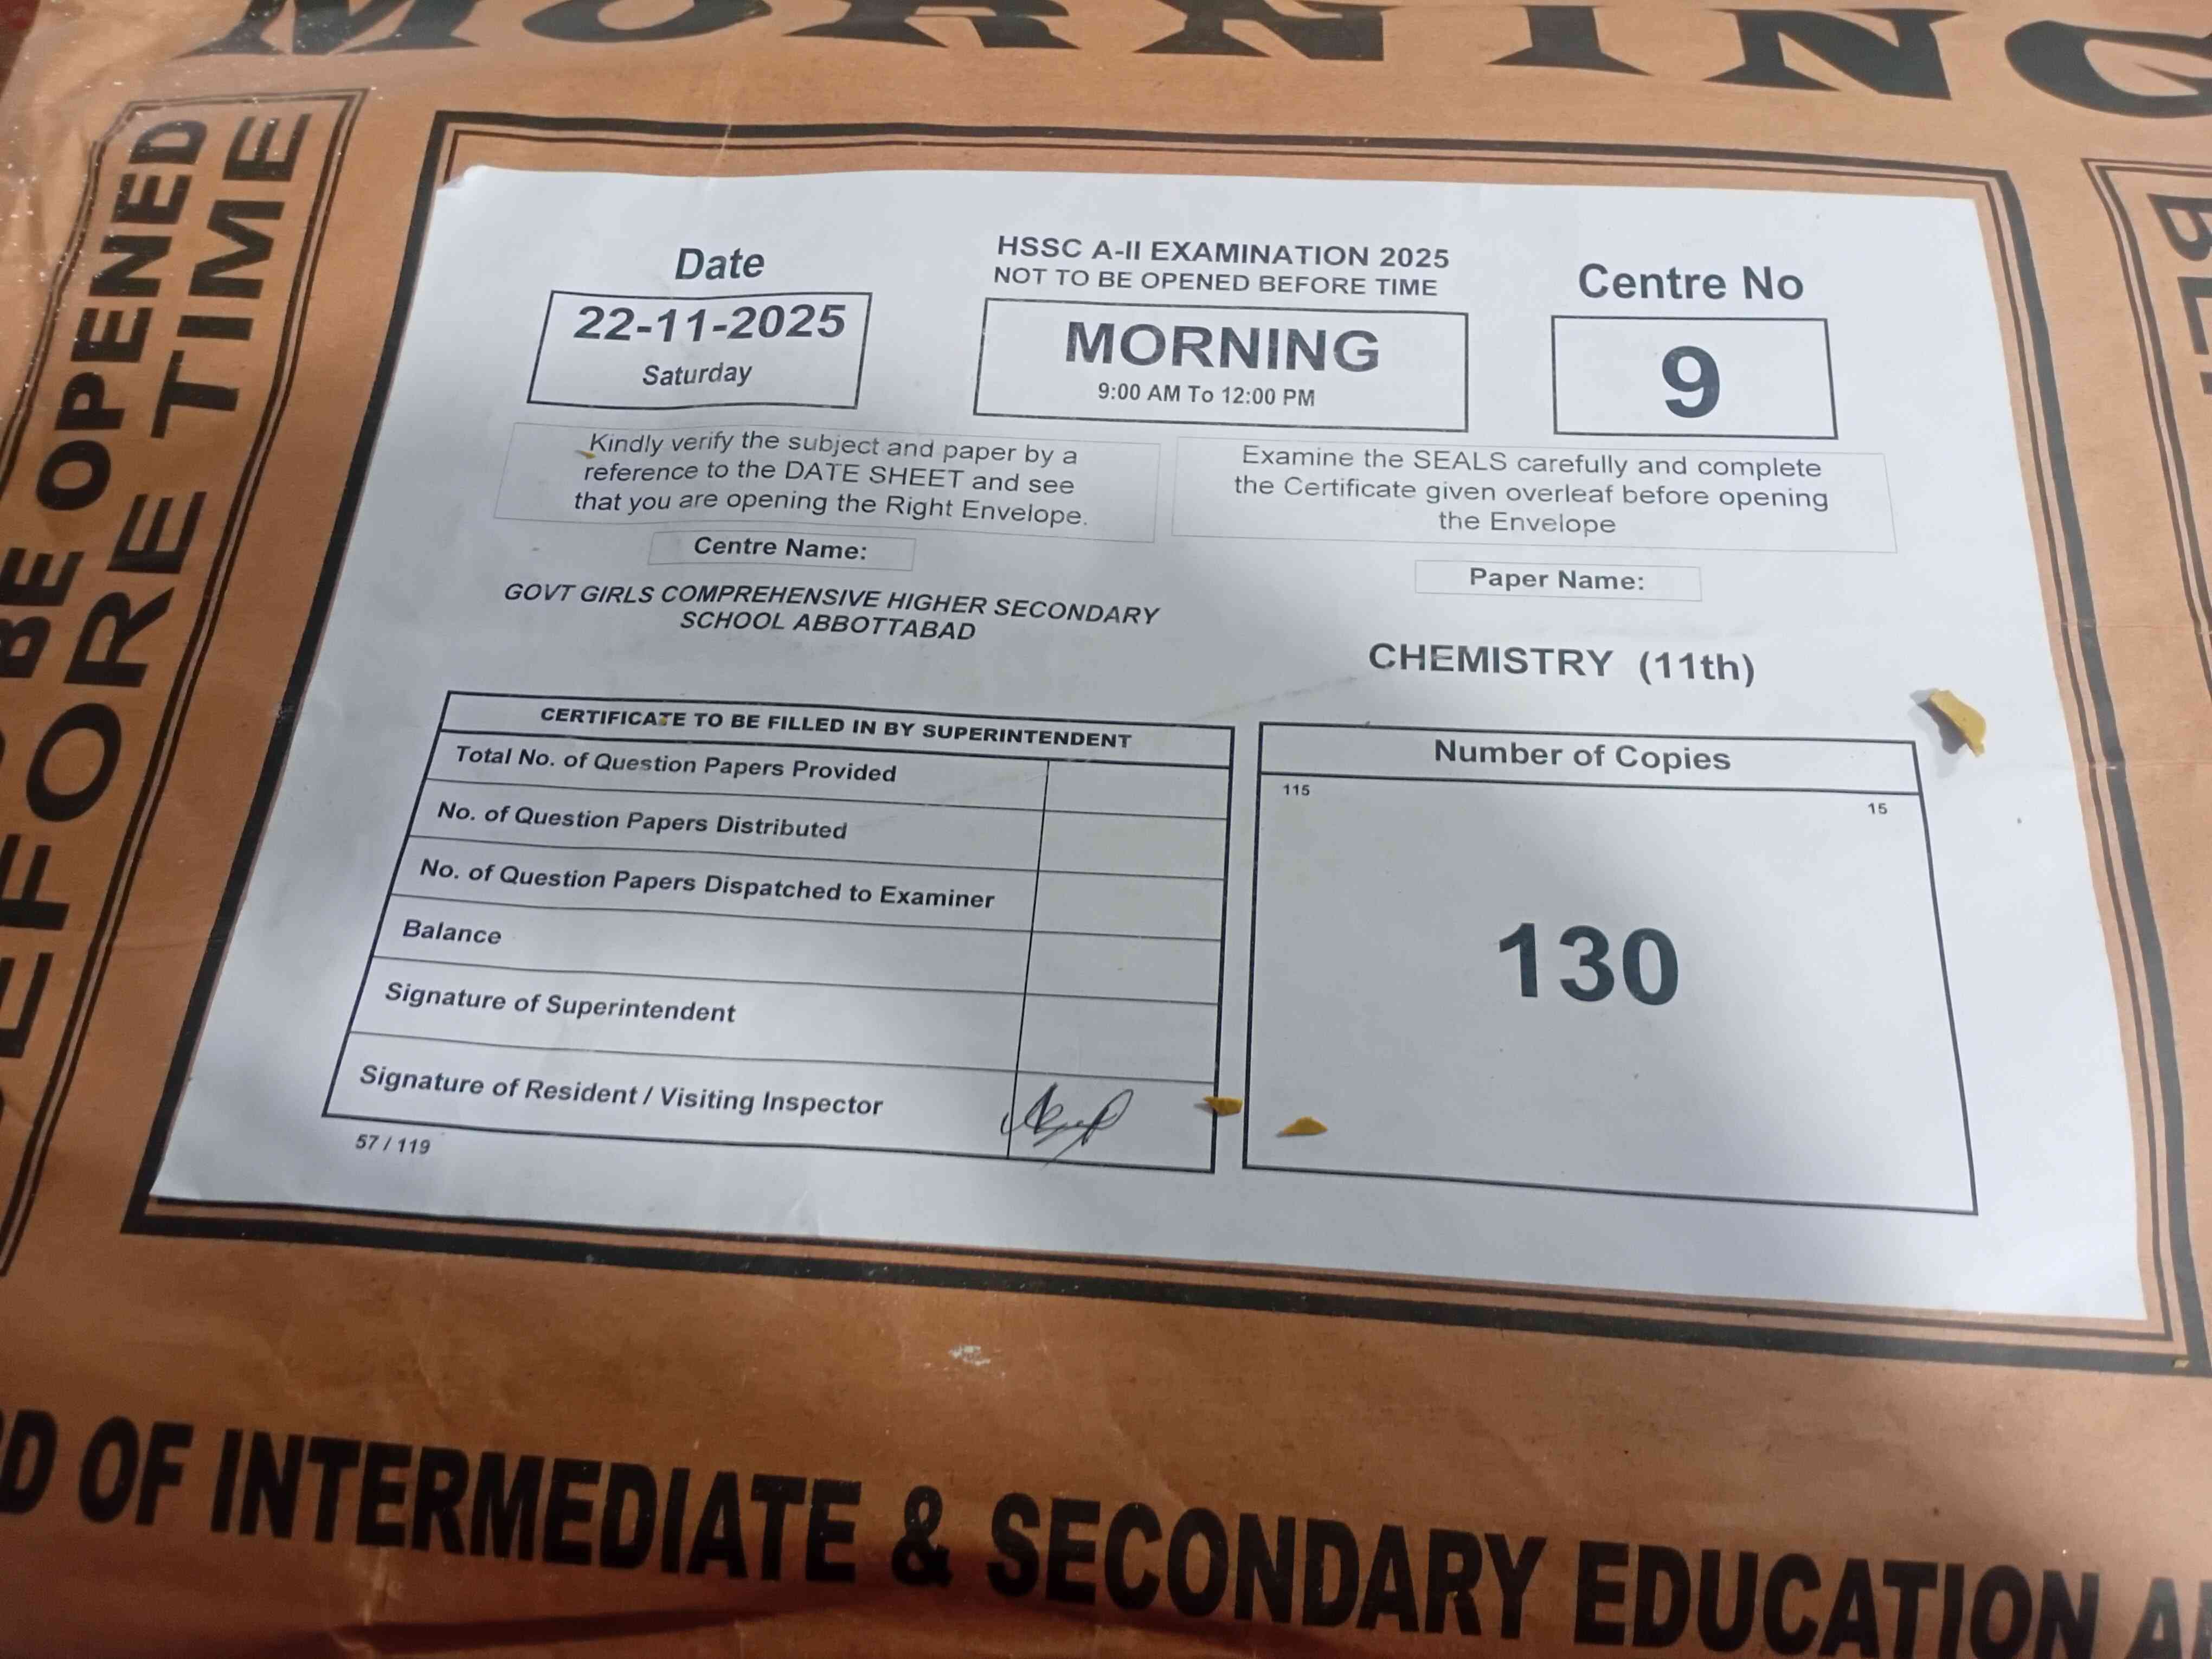 MORNING
BE OPENED
BEFORE TIME
Date
22-11-2025
Saturday
HSSC A-II EXAMINATION 2025
NOT TO BE OPENED BEFORE TIME
MORNING
9:00 AM To 12:00 PM
Centre No
9
Kindly verify the subject and paper by a
reference to the DATE SHEET and see
that you are opening the Right Envelope.
Examine the SEALS carefully and complete
the Certificate given overleaf before opening
the Envelope
Centre Name:
GOVT GIRLS COMPREHENSIVE HIGHER SECONDARY
SCHOOL ABBOTTABAD
Paper Name:
CHEMISTRY (11th)
CERTIFICATE TO BE FILLED IN BY SUPERINTENDENT
Total No. of Question Papers Provided
No. of Question Papers Distributed
No. of Question Papers Dispatched to Examiner
Balance
Signature of Superintendent
Signature of Resident / Visiting Inspector
57 / 119
Number of Copies
115 15
130
OF INTERMEDIATE & SECONDARY EDUCATION